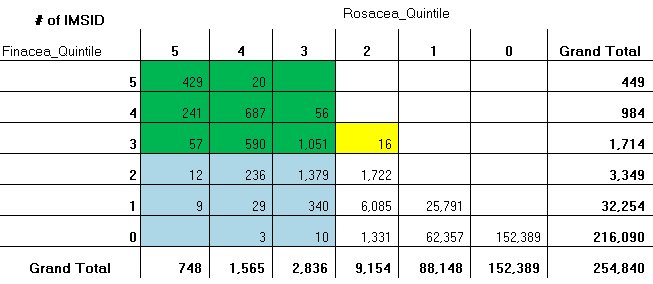 # of IMSID Rosacea_Quintile
Finacea_Quintile 5 4 3 2 1 0 Grand Total
5 429 20 449
4 241 687 56 984
3 57 590 1,051 16 1,714
2 12 236 1,379 1,722 3,349
1 9 29 340 6,085 25,791 32,254
0 3 10 1,331 62,357 152,389 216,090
Grand Total 748 1,565 2,836 9,154 88,148 152,389 254,840